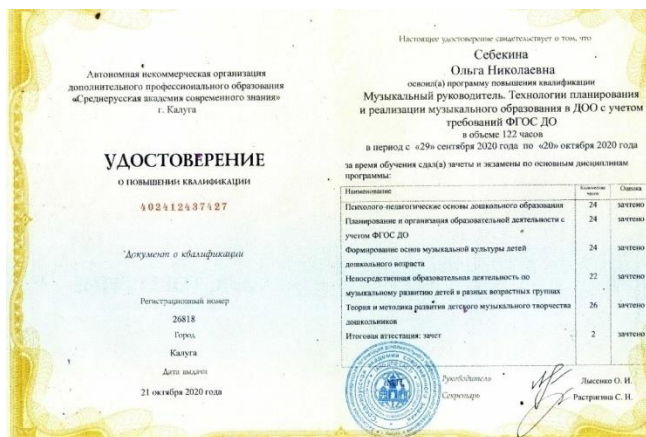 Автономная некоммерческая организация
дополнительного профессионального образования
«Среднерусская академия современного знания»
г. Калуга
УДОСТОВЕРЕНИЕ
О ПОВЫШЕНИИ КВАЛИФИКАЦИИ
402412437427
Документ о квалификации
Регистрационный номер
26818
Город
Калуга
Дата выдачи
21 октября 2020 года
Настоящее удостоверение свидетельствует о том, что
Себекина
Ольга Николаевна
освоил(а) программу повышения квалификации
Музыкальный руководитель. Технологии планирования
и реализации музыкального образования в ДОО с учетом
требований ФГОС ДО
в объеме 122 часов
в период с «29» сентября 2020 года по «20» октября 2020 года
за время обучения сдал(а) зачеты и экзамены по основным дисциплинам
программы:
Наименование Количество часов Оценка
Психолого-педагогические основы дошкольного образования 24 зачтено
Планирование и организация образовательной деятельности с 24 зачтено
учетом ФГОС ДО
Формирование основ музыкальной культуры детей 24 зачтено
дошкольного возраста
Непосредственная образовательная деятельность по 22 зачтено
музыкальному развитию детей в разных возрастных группах
Теория и методика развития детского музыкального творчества 26 зачтено
дошкольников
Итоговая аттестация: зачет 2 зачтено
Руководитель Лысенко О. И.
Секретарь Растригина С. Н.